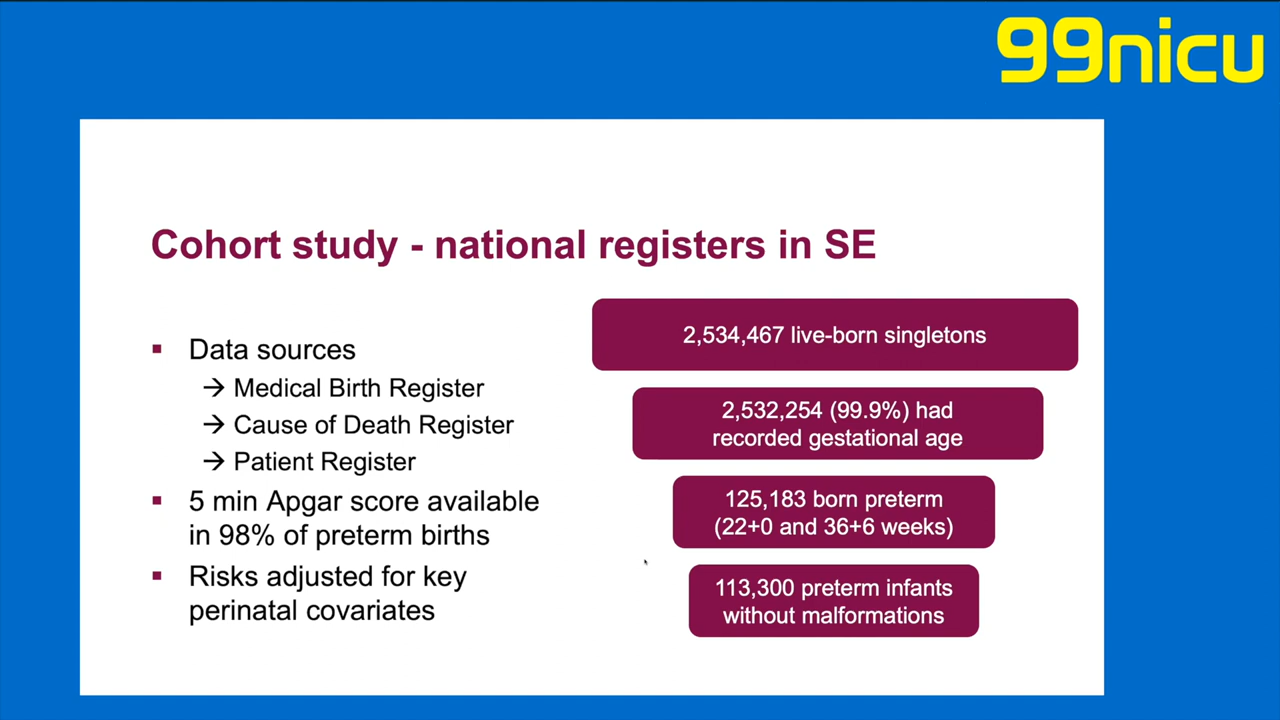 99nicu
Cohort study - national registers in SE
▪ Data sources
→ Medical Birth Register
→ Cause of Death Register
→ Patient Register
▪ 5 min Apgar score available
in 98% of preterm births
▪ Risks adjusted for key
perinatal covariates
2,534,467 live-born singletons
2,532,254 (99.9%) had
recorded gestational age
125,183 born preterm
(22+0 and 36+6 weeks)
113,300 preterm infants
without malformations